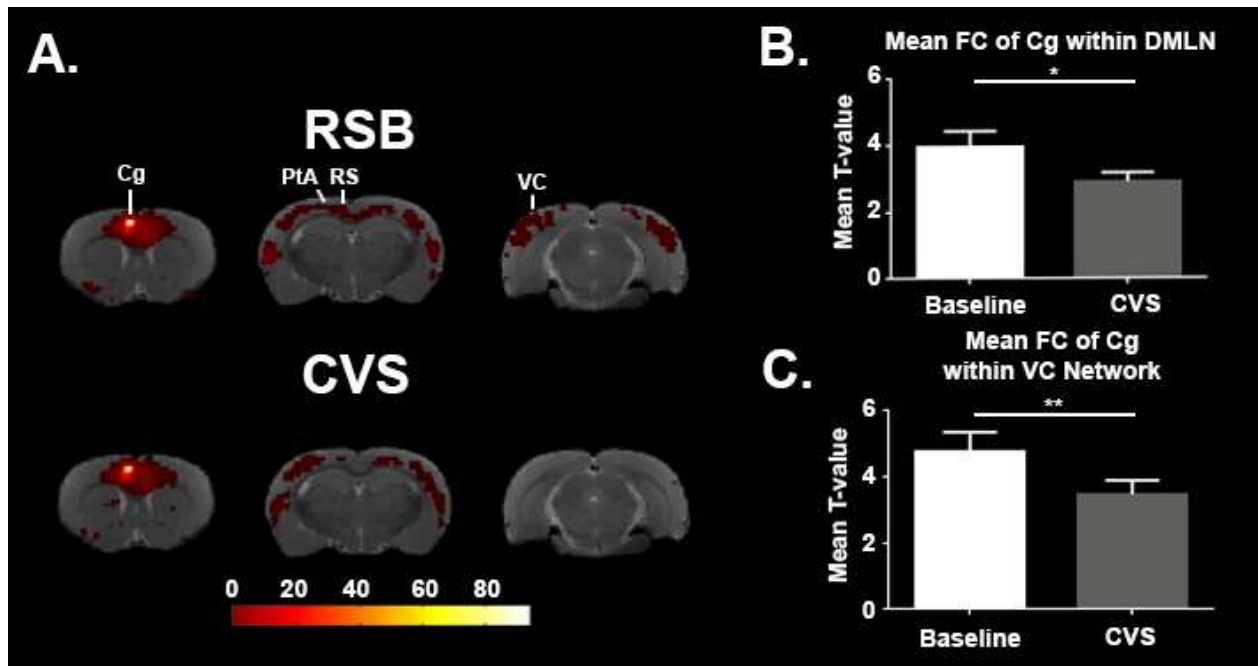 A.
RSB
Cg
PtA RS
VC
CVS
0 20 40 60 80
B.
Mean FC of Cg within DMLN
*
Mean T-value
6
4
2
0
Baseline CVS
C.
Mean FC of Cg
within VC Network
**
Mean T-value
6
4
2
0
Baseline CVS